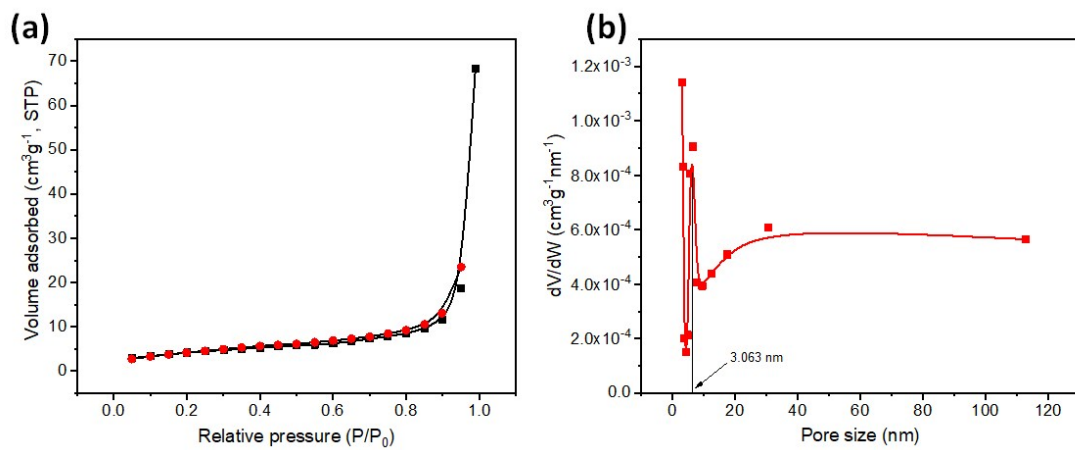 (a)
Volume adsorbed (cm³g⁻¹, STP)
70
60
50
40
30
20
10
0
0.0 0.2 0.4 0.6 0.8 1.0
Relative pressure (P/P₀)
(b)
dV/dW (cm³g⁻¹nm⁻¹)
1.2x10⁻³
1.0x10⁻³
8.0x10⁻⁴
6.0x10⁻⁴
4.0x10⁻⁴
2.0x10⁻⁴
0.0
3.063 nm
0 20 40 60 80 100 120
Pore size (nm)